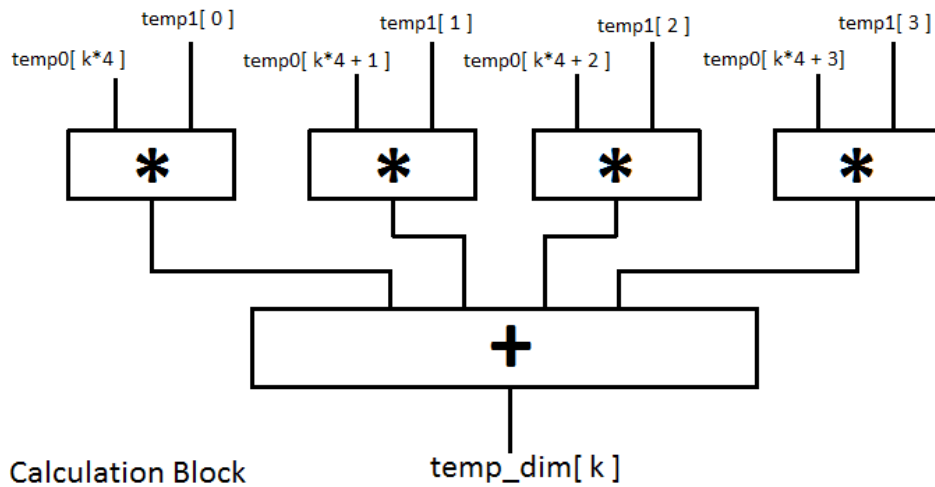 temp1[ 0 ]
temp1[ 1 ]
temp1[ 2 ]
temp1[ 3 ]
temp0[ k*4 ]
temp0[ k*4 + 1 ]
temp0[ k*4 + 2 ]
temp0[ k*4 + 3]
*
*
*
*
+
temp_dim[ k ]
Calculation Block